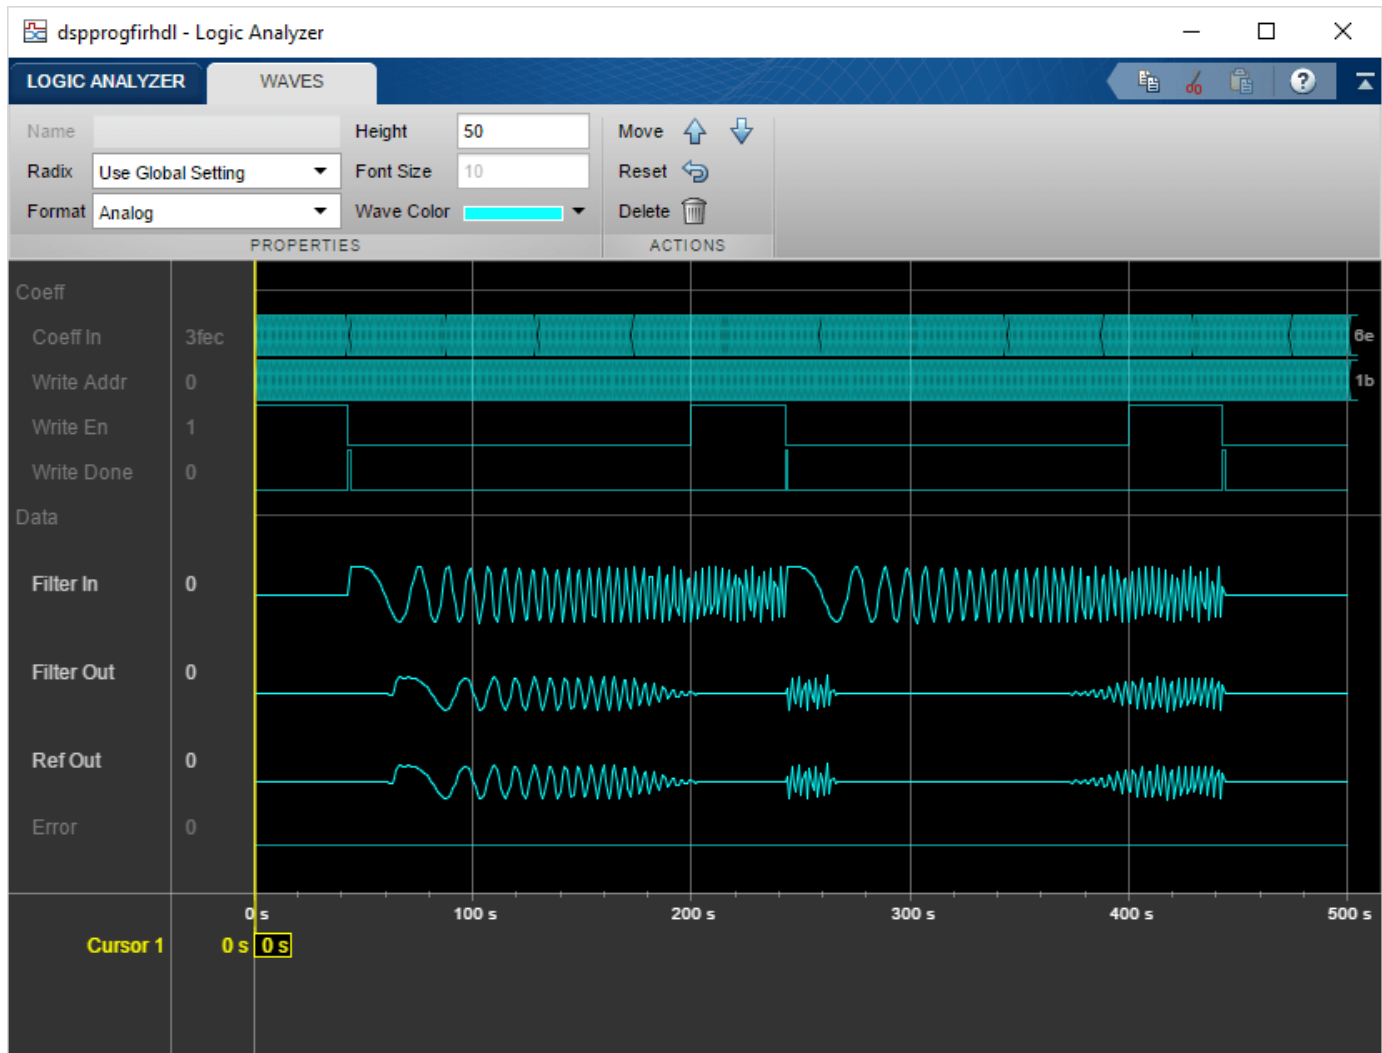 dspprogfirhdl - Logic Analyzer
LOGIC ANALYZER WAVES
Name Height 50 Move
Radix Use Global Setting Font Size 10 Reset
Format Analog Wave Color Delete
PROPERTIES ACTIONS
Coeff
Coeff In 3fec 6e
Write Addr 0 1b
Write En 1
Write Done 0
Data
Filter In 0
Filter Out 0
Ref Out 0
Error 0
0 s 100 s 200 s 300 s 400 s 500 s
Cursor 1 0 s 0 s